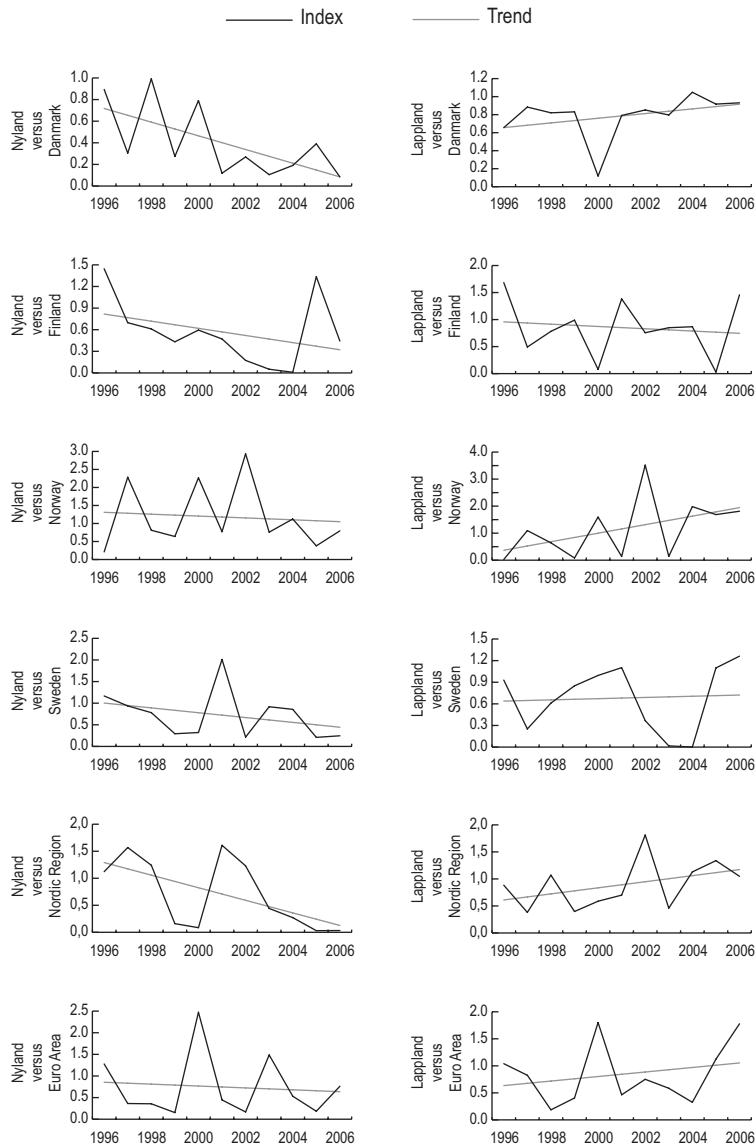 Index
Trend
Nyland
versus
Danmark
1.0
0.8
0.6
0.4
0.2
0.0
1996 1998 2000 2002 2004 2006
Lappland
versus
Danmark
1.2
1.0
0.8
0.6
0.4
0.2
0.0
1996 1998 2000 2002 2004 2006
Nyland
versus
Finland
1.5
0.9
0.6
0.3
0.0
1996 1998 2000 2002 2004 2006
Lappland
versus
Finland
2.0
1.5
1.0
0.5
0.0
1996 1998 2000 2002 2004 2006
Nyland
versus
Norway
3.0
2.5
2.0
1.5
1.0
0.5
0.0
1996 1998 2000 2002 2004 2006
Lappland
versus
Norway
4.0
3.0
2.0
1.0
0.0
1996 1998 2000 2002 2004 2006
Nyland
versus
Sweden
2.5
2.0
1.5
1.0
0.5
0.0
1996 1998 2000 2002 2004 2006
Lappland
versus
Sweden
1.5
1.2
0.9
0.6
0.3
0.0
1996 1998 2000 2002 2004 2006
Nyland
versus
Nordic Region
2,0
1,5
1,0
0,5
0,0
1996 1998 2000 2002 2004 2006
Lappland
versus
Nordic Region
2,0
1,5
1,0
0,5
0,0
1996 1998 2000 2002 2004 2006
Nyland
versus
Euro Area
2.5
2.0
1.5
1.0
0.5
0.0
1996 1998 2000 2002 2004 2006
Lappland
versus
Euro Area
2.0
1.5
1.0
0.5
0.0
1996 1998 2000 2002 2004 2006